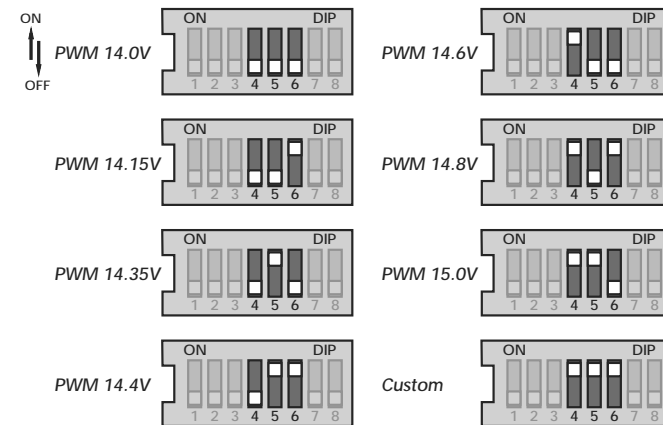 ON
OFF
PWM 14.0V
ON DIP
1 2 3 4 5 6 7 8
PWM 14.6V
ON DIP
1 2 3 4 5 6 7 8
PWM 14.15V
ON DIP
1 2 3 4 5 6 7 8
PWM 14.8V
ON DIP
1 2 3 4 5 6 7 8
PWM 14.35V
ON DIP
1 2 3 4 5 6 7 8
PWM 15.0V
ON DIP
1 2 3 4 5 6 7 8
PWM 14.4V
ON DIP
1 2 3 4 5 6 7 8
Custom
ON DIP
1 2 3 4 5 6 7 8